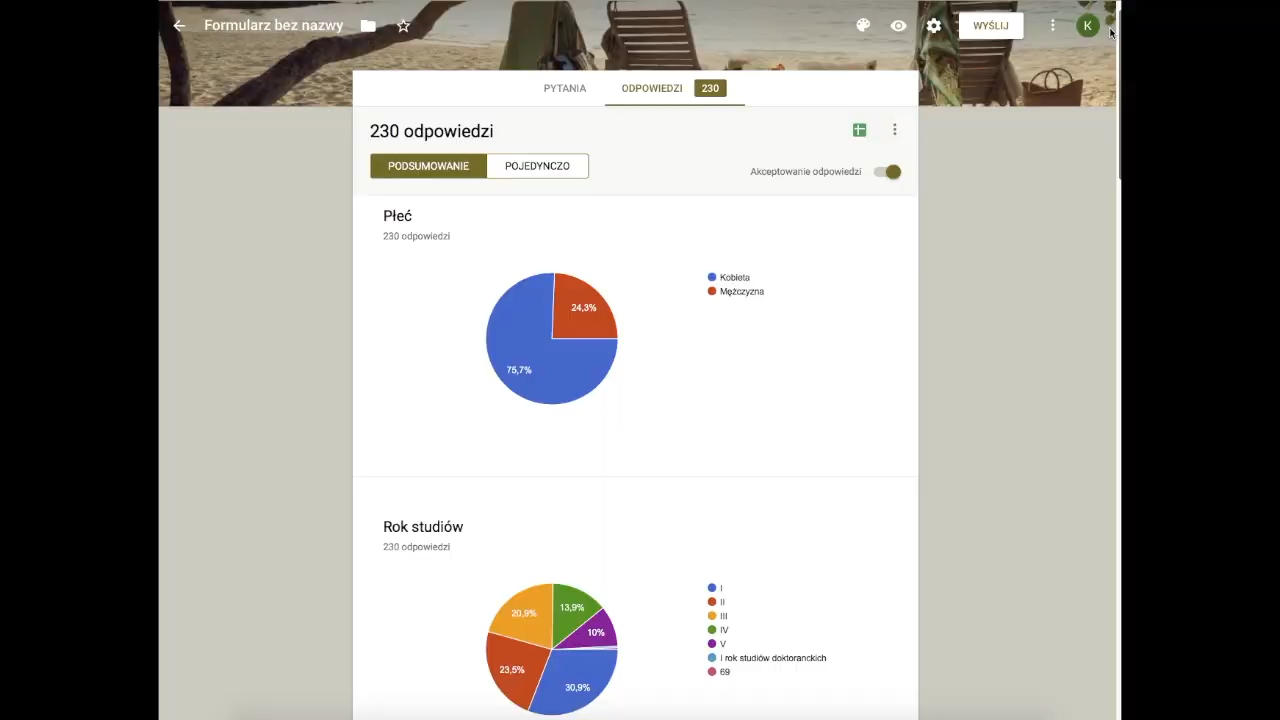 Formularz bez nazwy
WYŚLIJ
K
PYTANIA
ODPOWIEDZI 230
230 odpowiedzi
PODSUMOWANIE
POJEDYNCZO
Akceptowanie odpowiedzi
Płeć
230 odpowiedzi
24,3%
75,7%
Kobieta
Mężczyzna
Rok studiów
230 odpowiedzi
20,9%
13,9%
10%
23,5%
30,9%
I
II
III
IV
V
I rok studiów doktoranckich
69